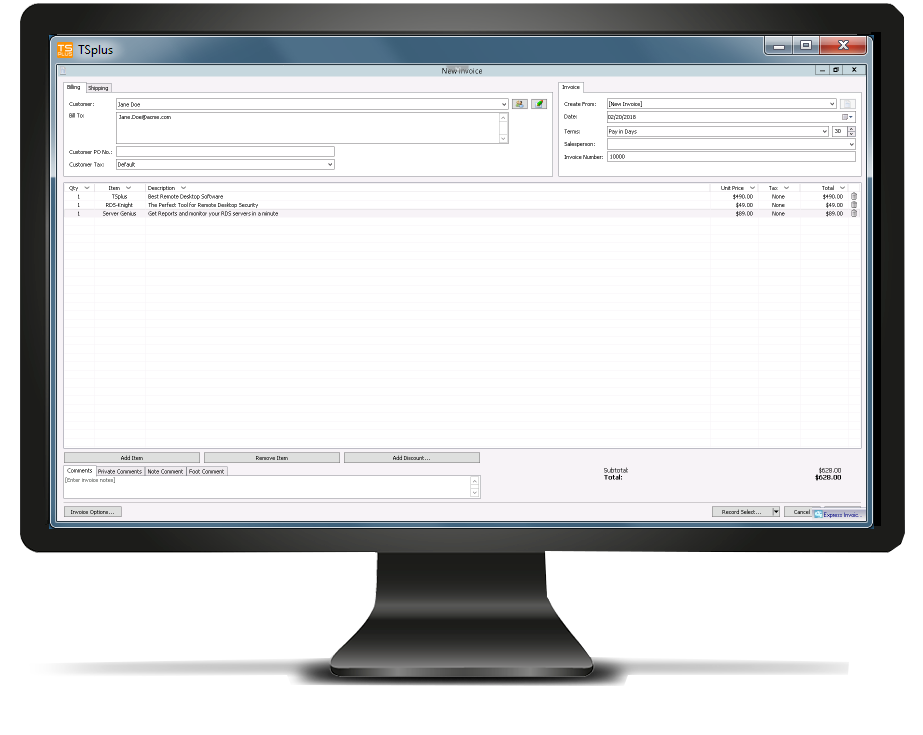 TS PLUS TSplus
New Invoice
Billing Shipping Invoice
Customer: Jane Doe Create From: [New Invoice]
Bill To: Jane.Doe@acme.com Date: 02/20/2018
Terms: Pay in Days 30
Salesperson:
Customer PO No.:
Invoice Number: 10000
Customer Tax: Default
Qty Item Description Unit Price Tax Total
1 TSplus Best Remote Desktop Software $490.00 None $490.00
1 RDS-Knight The Perfect Tool for Remote Desktop Security $49.00 None $49.00
1 Server Genius Get Reports and monitor your RDS servers in a minute $89.00 None $89.00
Add Item Remove Item Add Discount...
Comments Private Comments Note Comment Foot Comment
[Enter invoice notes]
Subtotal: $628.00
Total: $628.00
Invoice Options... Record Select... Cancel Express Invoic...